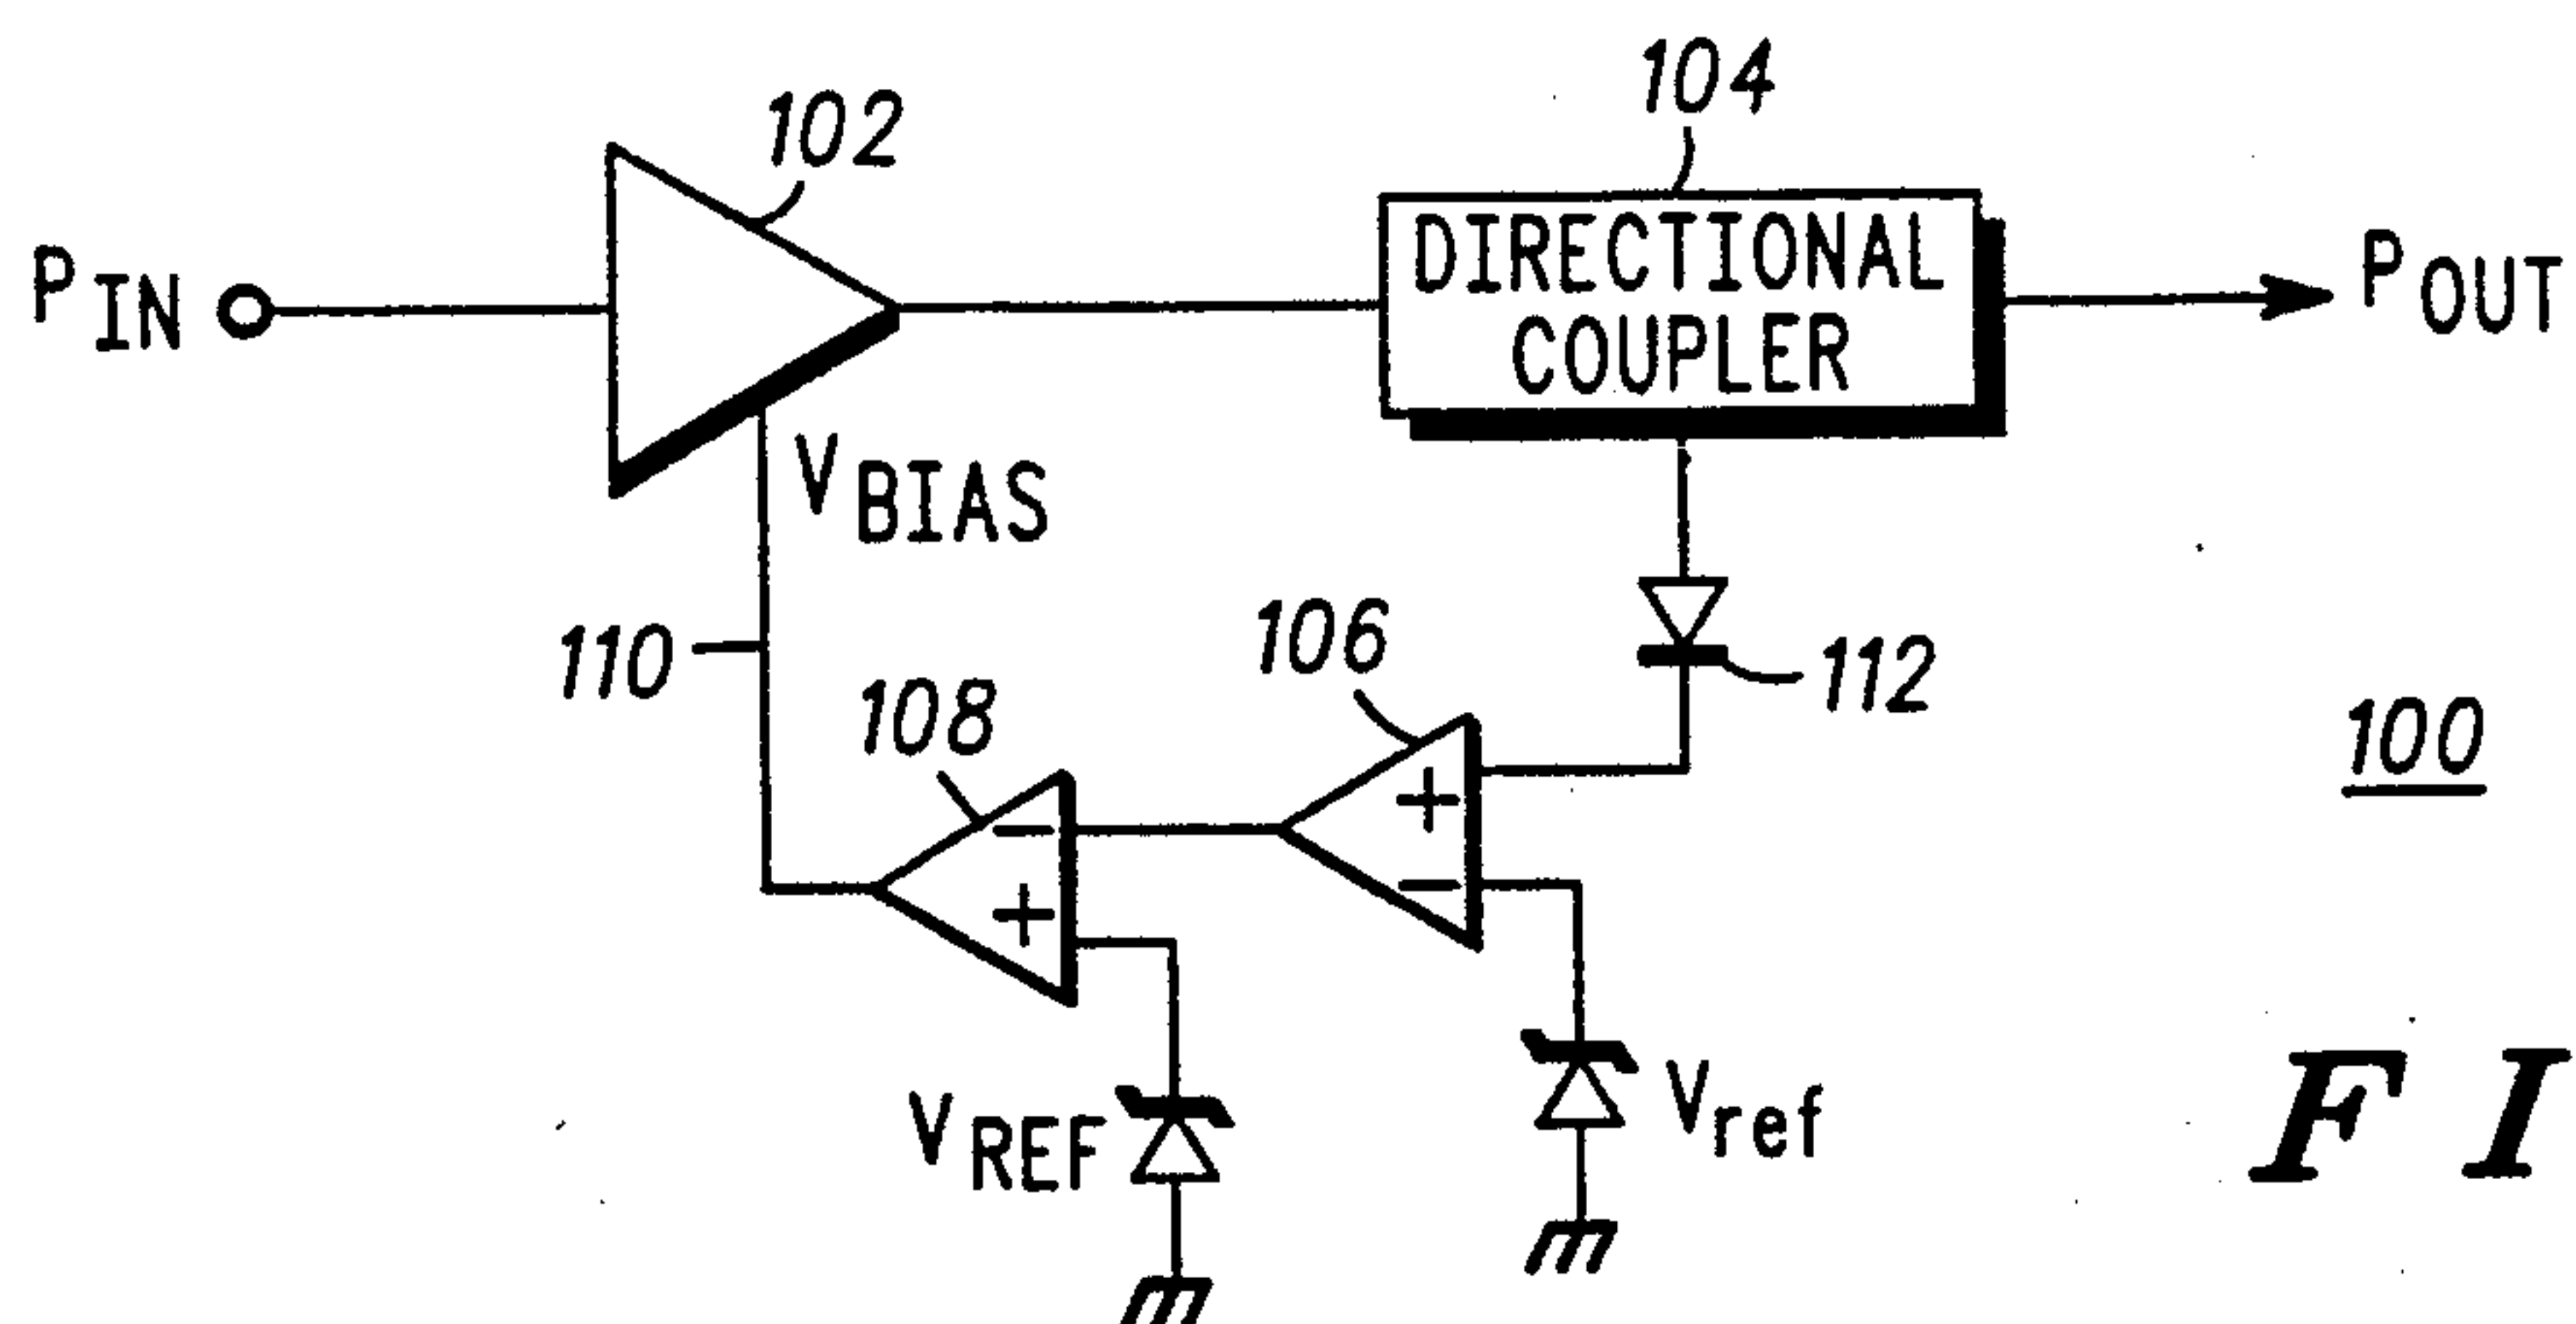 104
102
P IN
DIRECTIONAL
COUPLER
P OUT
V BIAS
106
110
112
108
+
−
−
+
100
V REF
V ref
F I